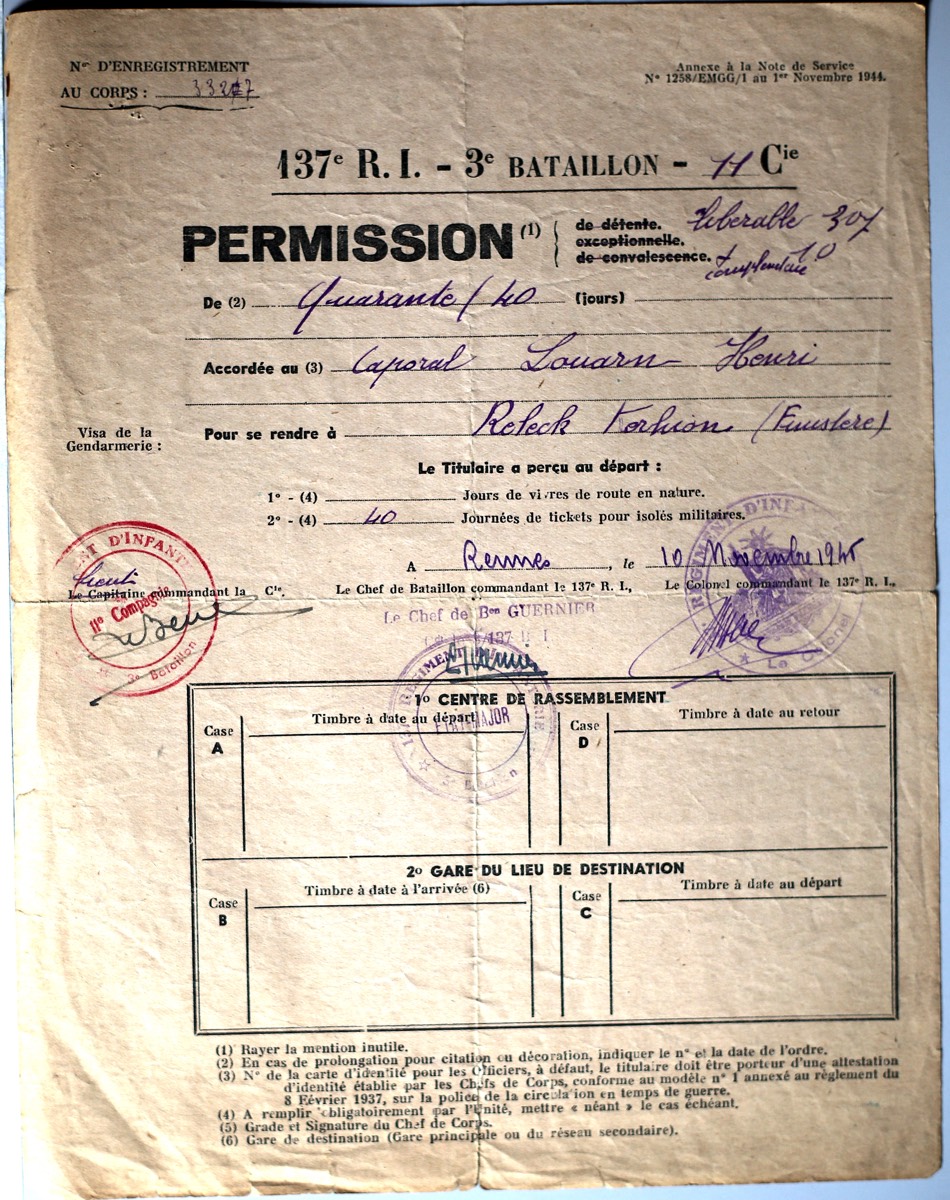 Nos D'ENREGISTREMENT
AU CORPS :
Annexe à la Note de Service
N° 1258/EMGG/1 au 1er Novembre 1944.
137e R. I. - 3e BATAILLON - 11 Cie
PERMISSION (1)
de détente.
exceptionnelle.
de convalescence.
Liberable 30j
+ 10
complémentaire
De (2) Quarante / 40 (jours)
Accordée au (3) Caporal Louarn Henri
Visa de la
Gendarmerie :
Pour se rendre à Releck Kerhuon (Finistère)
Le Titulaire a perçu au départ :
1° - (4) Jours de vivres de route en nature.
2° - (4) 40 Journées de tickets pour isolés militaires.
A Rennes, le 10 Novembre 1945
Le Capitaine commandant la Cie.
Le Chef de Bataillon commandant le 137e R. I.,
Le Colonel commandant le 137e R. I.,
11e Compagnie
3e Bataillon
Le Chef de Bon GUERNIER
137 R I
REGIMENT D'INFANT
Le Colonel
ETAT-MAJOR
1° CENTRE DE RASSEMBLEMENT
Case
A
Timbre à date au départ
Case
D
Timbre à date au retour
2° GARE DU LIEU DE DESTINATION
Case
B
Timbre à date à l'arrivée (6)
Case
C
Timbre à date au départ
(1) Rayer la mention inutile.
(2) En cas de prolongation pour citation ou décoration, indiquer le n° et la date de l'ordre.
(3) N° de la carte d'identité pour les Officiers, à défaut, le titulaire doit être porteur d'une attestation
d'identité établie par les Chefs de Corps, conforme au modèle n° 1 annexé au règlement du
8 Février 1937, sur la police de la circulation en temps de guerre.
(4) A remplir obligatoirement par l'Unité, mettre « néant » le cas échéant.
(5) Grade et Signature du Chef de Corps.
(6) Gare de destination (Gare principale ou du réseau secondaire).